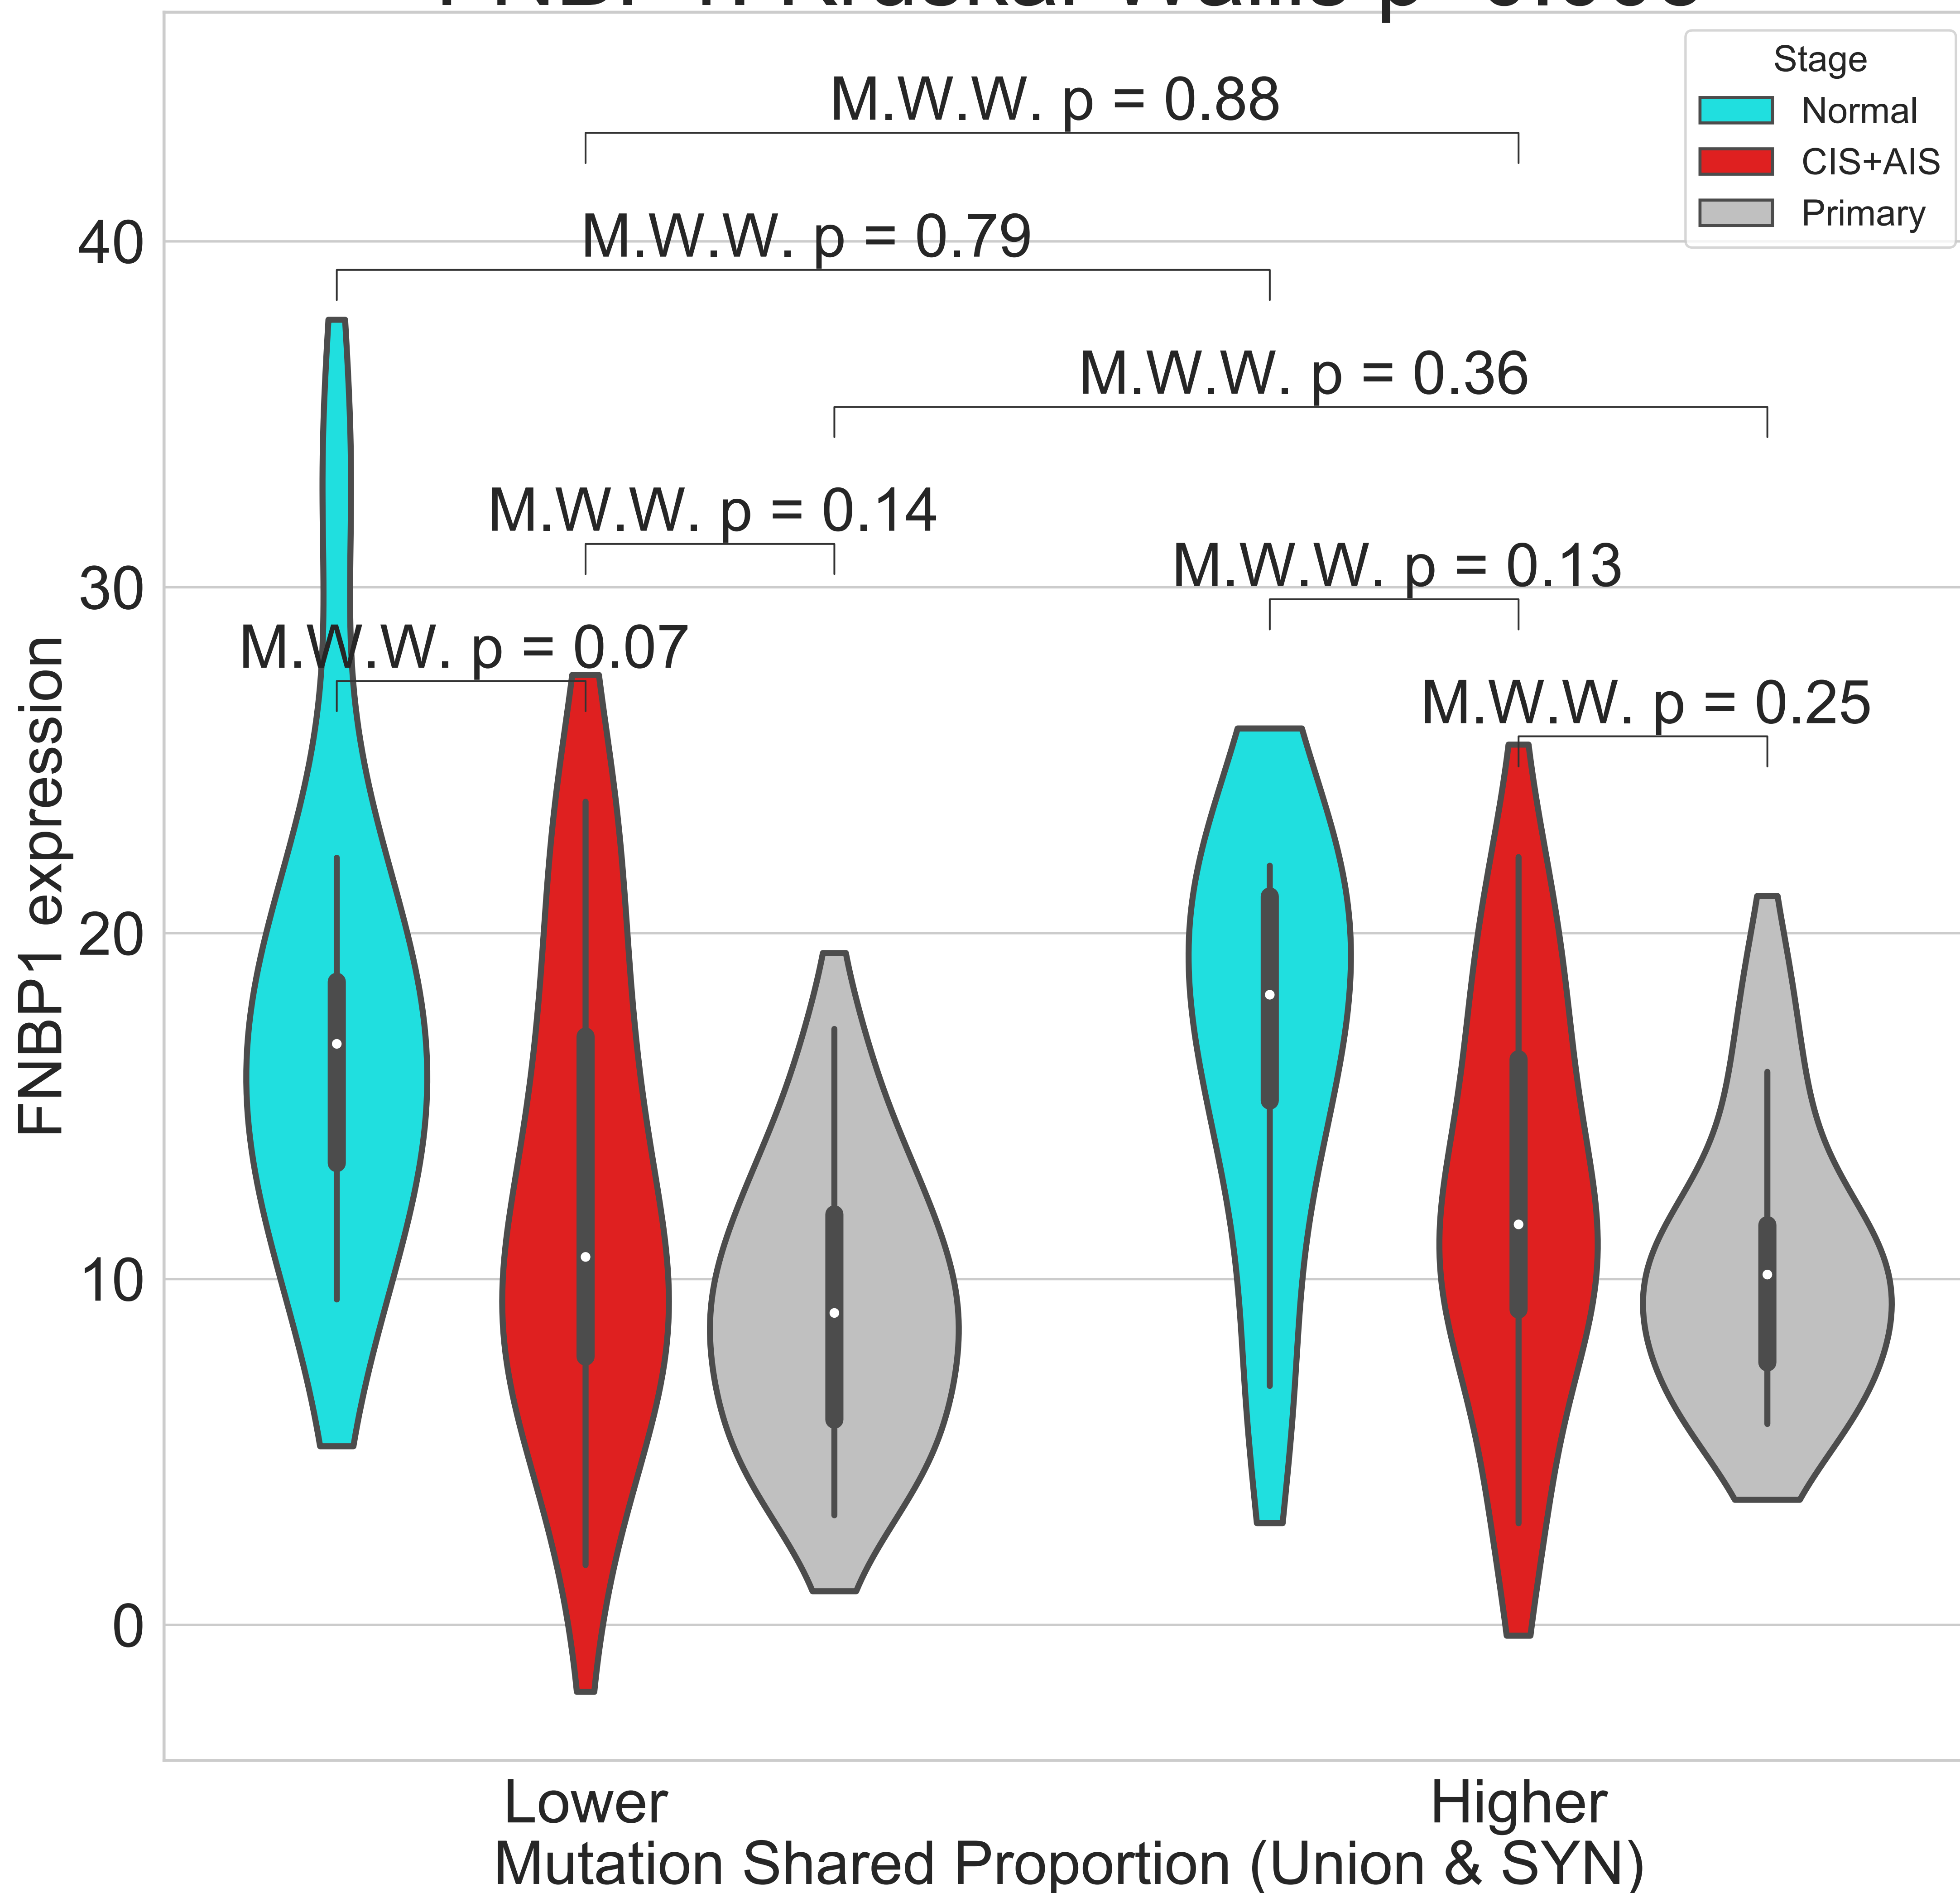 Stage
Normal
CIS+AIS
Primary
M.W.W. p = 0.88
M.W.W. p = 0.79
M.W.W. p = 0.36
M.W.W. p = 0.14
M.W.W. p = 0.13
M.W.W. p = 0.07
M.W.W. p = 0.25
40
30
20
10
0
FNBP1 expression
Lower
Higher
Mutation Shared Proportion (Union & SYN)